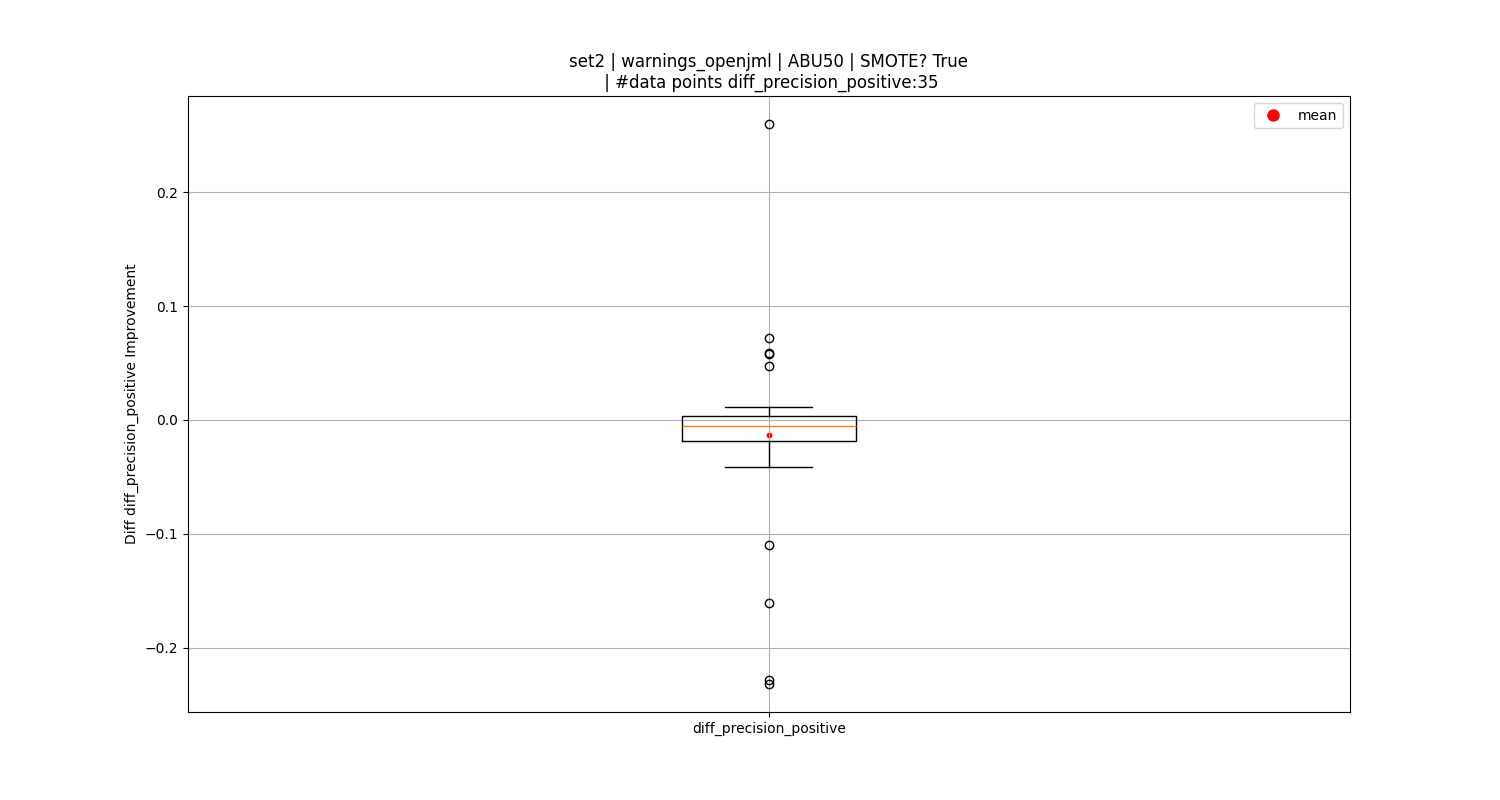 set2 | warnings_openjml | ABU50 | SMOTE? True
| #data points diff_precision_positive:35
mean
0.2
0.1
0.0
−0.1
−0.2
Diff diff_precision_positive Improvement
diff_precision_positive